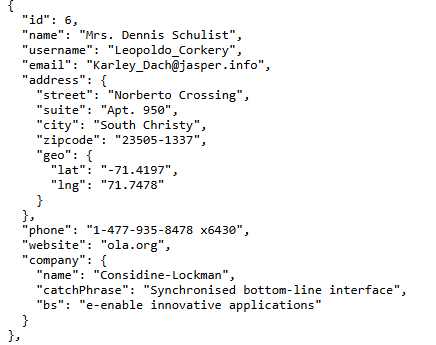 {
  "id": 6,
  "name": "Mrs. Dennis Schulist",
  "username": "Leopoldo_Corkery",
  "email": "Karley_Dach@jasper.info",
  "address": {
    "street": "Norberto Crossing",
    "suite": "Apt. 950",
    "city": "South Christy",
    "zipcode": "23505-1337",
    "geo": {
      "lat": "-71.4197",
      "lng": "71.7478"
    }
  },
  "phone": "1-477-935-8478 x6430",
  "website": "ola.org",
  "company": {
    "name": "Considine-Lockman",
    "catchPhrase": "Synchronised bottom-line interface",
    "bs": "e-enable innovative applications"
  }
},